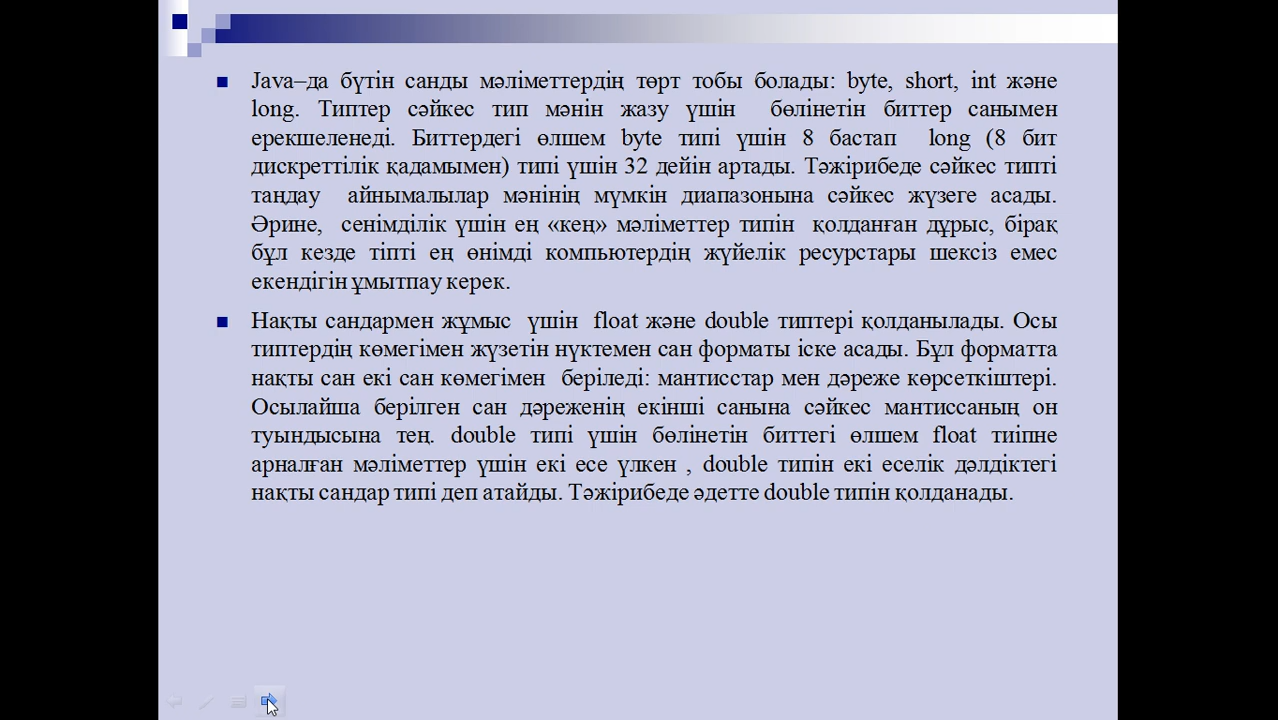 Java–да бүтін санды мәліметтердің төрт тобы болады: byte, short, int және
long. Типтер сәйкес тип мәнін жазу үшін бөлінетін биттер санымен
ерекшеленеді. Биттердегі өлшем byte типі үшін 8 бастап long (8 бит
дискреттілік қадамымен) типі үшін 32 дейін артады. Тәжірибеде сәйкес типті
таңдау айнымалылар мәнінің мүмкін диапазонына сәйкес жүзеге асады.
Әрине, сенімділік үшін ең «кең» мәліметтер типін қолданған дұрыс, бірақ
бұл кезде тіпті ең өнімді компьютердің жүйелік ресурстары шексіз емес
екендігін ұмытпау керек.
Нақты сандармен жұмыс үшін float және double типтері қолданылады. Осы
типтердің көмегімен жүзетін нүктемен сан форматы іске асады. Бұл форматта
нақты сан екі сан көмегімен беріледі: мантисстар мен дәреже көрсеткіштері.
Осылайша берілген сан дәреженің екінші санына сәйкес мантиссаның он
туындысына тең. double типі үшін бөлінетін биттегі өлшем float тиіпне
арналған мәліметтер үшін екі есе үлкен , double типін екі еселік дәлдіктегі
нақты сандар типі деп атайды. Тәжірибеде әдетте double типін қолданады.